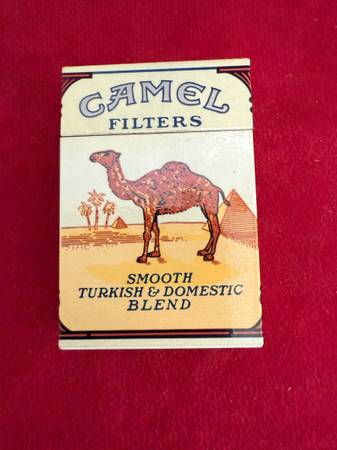 CAMEL
FILTERS
SMOOTH
TURKISH & DOMESTIC
BLEND